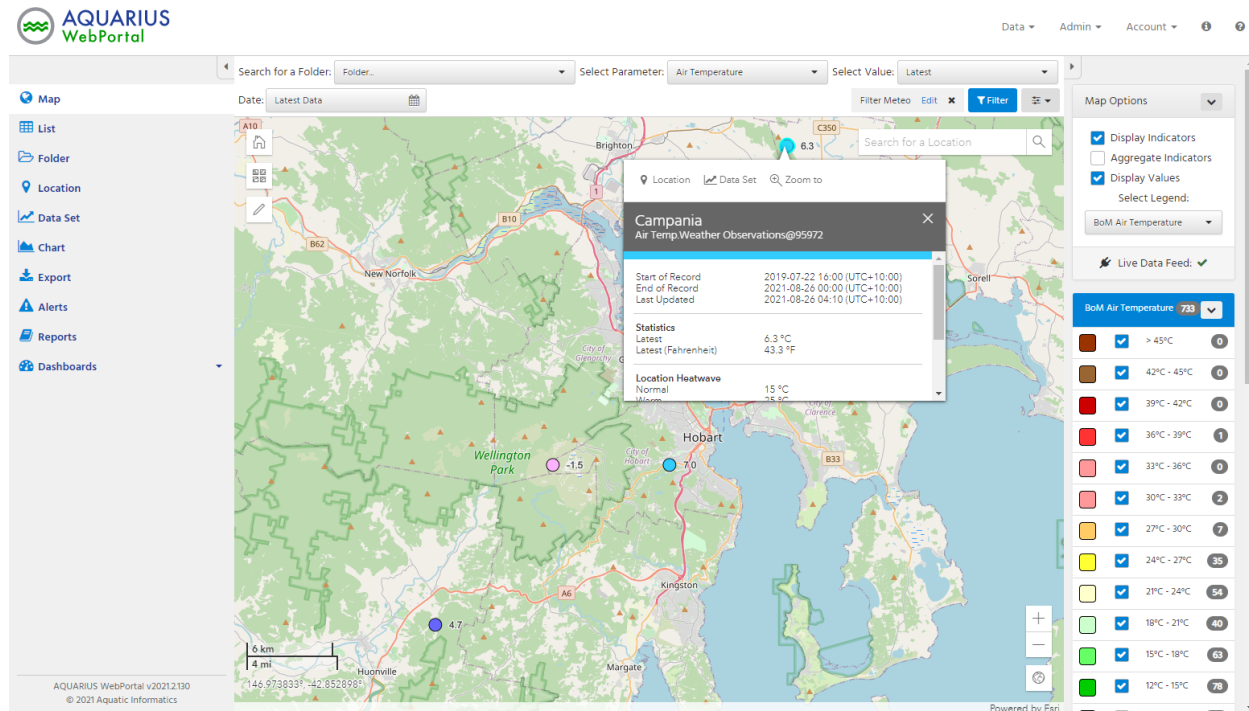 AQUARIUS
WebPortal
Data
Admin
Account
Search for a Folder:
Folder...
Select Parameter:
Air Temperature
Select Value:
Latest
Date:
Latest Data
Filter Meteo
Edit
Filter
Map
List
Folder
Location
Data Set
Chart
Export
Alerts
Reports
Dashboards
AQUARIUS WebPortal v2021.2.130
© 2021 Aquatic Informatics
A10
Brighton
C350
6.3
Search for a Location
1
B10
B62
New Norfolk
Sorell
City of
Glenorchy
G
Location
Data Set
Zoom to
Campania
Air Temp.Weather Observations@95972
Start of Record 2019-07-22 16:00 (UTC+10:00)
End of Record 2021-08-26 00:00 (UTC+10:00)
Last Updated 2021-08-26 04:10 (UTC+10:00)
Statistics
Latest 6.3 °C
Latest (Fahrenheit) 43.3 °F
Location Heatwave
Normal 15 °C
Warm 25 °C
City of
Clarence
Hobart
Wellington
Park
-1.5
City of
Hobart
7.0
B33
Kingston
A6
4.7
Huonville
Margate
6 km
4 mi
146.973833°, -42.852898°
Powered by Esri
Map Options
Display Indicators
Aggregate Indicators
Display Values
Select Legend:
BoM Air Temperature
Live Data Feed:
BoM Air Temperature 733
> 45°C 0
42°C - 45°C 0
39°C - 42°C 0
36°C - 39°C 1
33°C - 36°C 0
30°C - 33°C 2
27°C - 30°C 7
24°C - 27°C 35
21°C - 24°C 54
18°C - 21°C 40
15°C - 18°C 63
12°C - 15°C 78